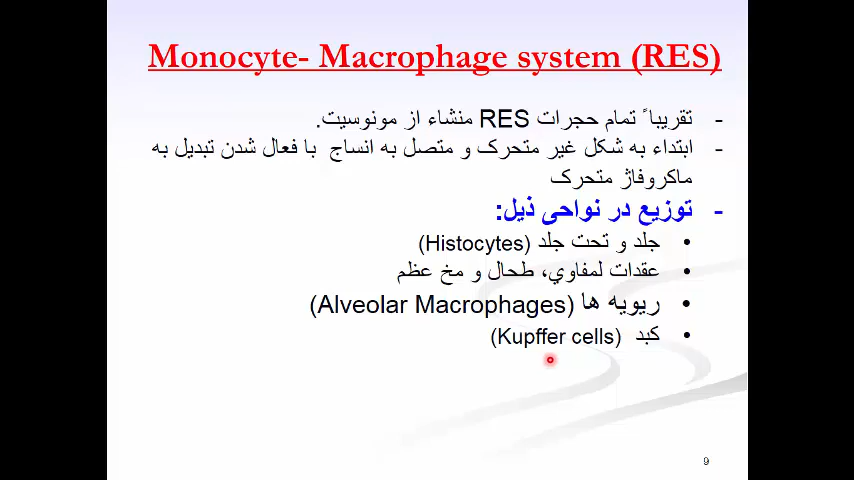 Monocyte- Macrophage system (RES)
- تقریباً تمام حجرات RES منشاء از مونوسیت.
- ابتداء به شکل غیر متحرک و متصل به انساج با فعال شدن تبدیل به
ماکروفاژ متحرک
- توزیع در نواحی ذیل:
• جلد و تحت جلد (Histocytes)
• عقدات لمفاوي، طحال و مخ عظم
• ریویه ها (Alveolar Macrophages)
• کبد (Kupffer cells)
9